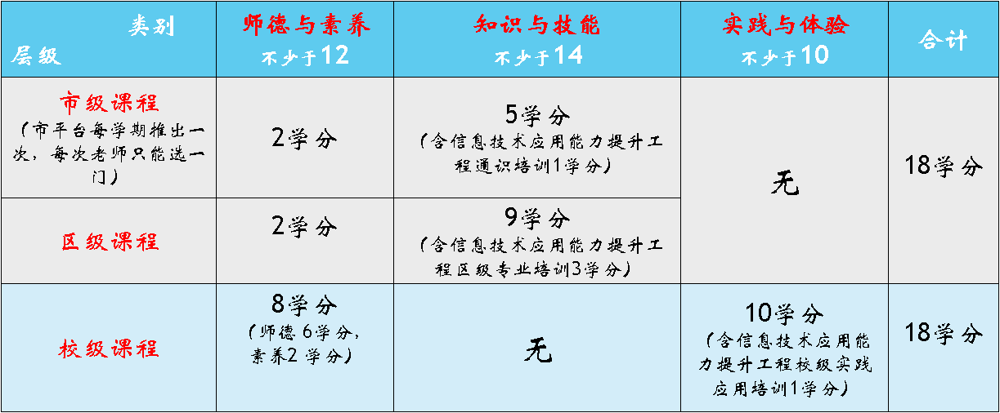 类别
层级
师德与素养
不少于12
知识与技能
不少于14
实践与体验
不少于10
合计
市级课程
（市平台每学期推出一
次，每次老师只能选一
门）
2学分
5学分
（含信息技术应用能力提升工
程通识培训1学分）
无
18学分
区级课程
2学分
9学分
（含信息技术应用能力提升工
程区级专业培训3学分）
校级课程
8学分
（师德 6学分，
素养2 学分）
无
10学分
（含信息技术应用能
力提升工程校级实践
应用培训1学分）
18学分